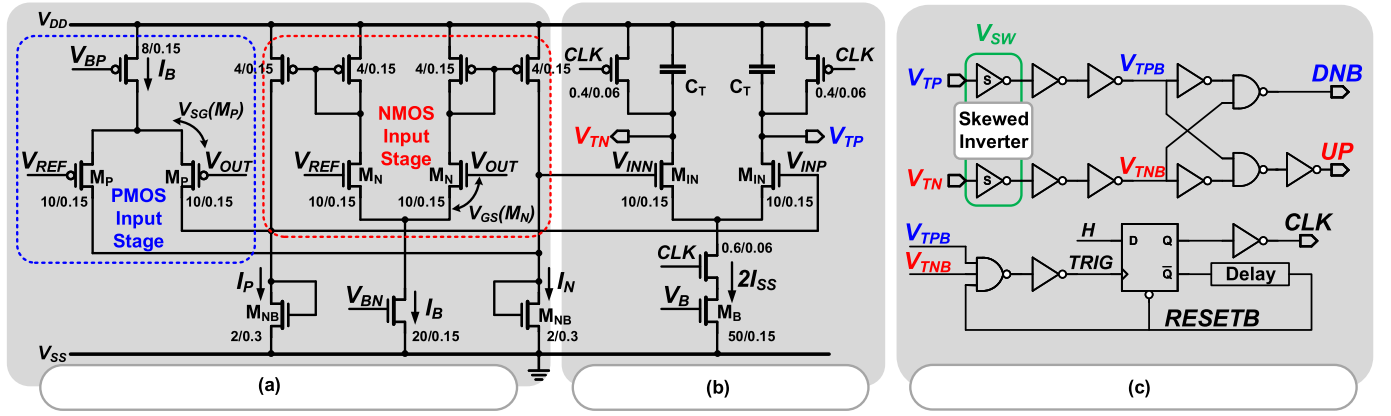 VDD
VBP
8/0.15
IB
VSG(MP)
VREF
MP
MP
VOUT
10/0.15
10/0.15
PMOS
Input
Stage
4/0.15
4/0.15
4/0.15
4/0.15
NMOS
Input
Stage
VREF
MN
MN
VOUT
10/0.15
10/0.15
VGS(MN)
IP
MNB
2/0.3
VBN
IB
20/0.15
IN
MNB
2/0.3
VSS
(a)
CLK
0.4/0.06
CT
CT
CLK
0.4/0.06
VTN
VTP
VINN
MIN
MIN
VINP
10/0.15
10/0.15
CLK
0.6/0.06
2ISS
VB
MB
50/0.15
(b)
VSW
VTP
S
VTPB
DNB
Skewed
Inverter
VTN
S
VTNB
UP
VTPB
VTNB
TRIG
H
D
Q
Q̅
CLK
Delay
RESETB
(c)